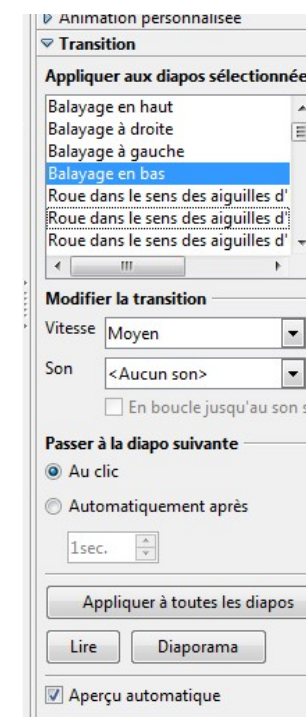 Animation personnalisée
Transition
Appliquer aux diapos sélectionnée
Balayage en haut
Balayage à droite
Balayage à gauche
Balayage en bas
Roue dans le sens des aiguilles d'
Roue dans le sens des aiguilles d'
Roue dans le sens des aiguilles d'
Modifier la transition
Vitesse Moyen
Son <Aucun son>
En boucle jusqu'au son s
Passer à la diapo suivante
Au clic
Automatiquement après
1sec.
Appliquer à toutes les diapos
Lire Diaporama
Aperçu automatique